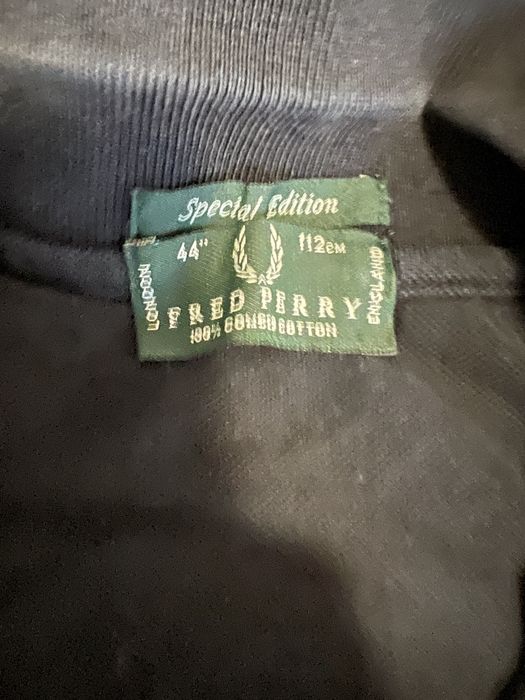 Special Edition
44" 112cm
LONDON
ENGLAND
FRED PERRY
100% COMBED COTTON